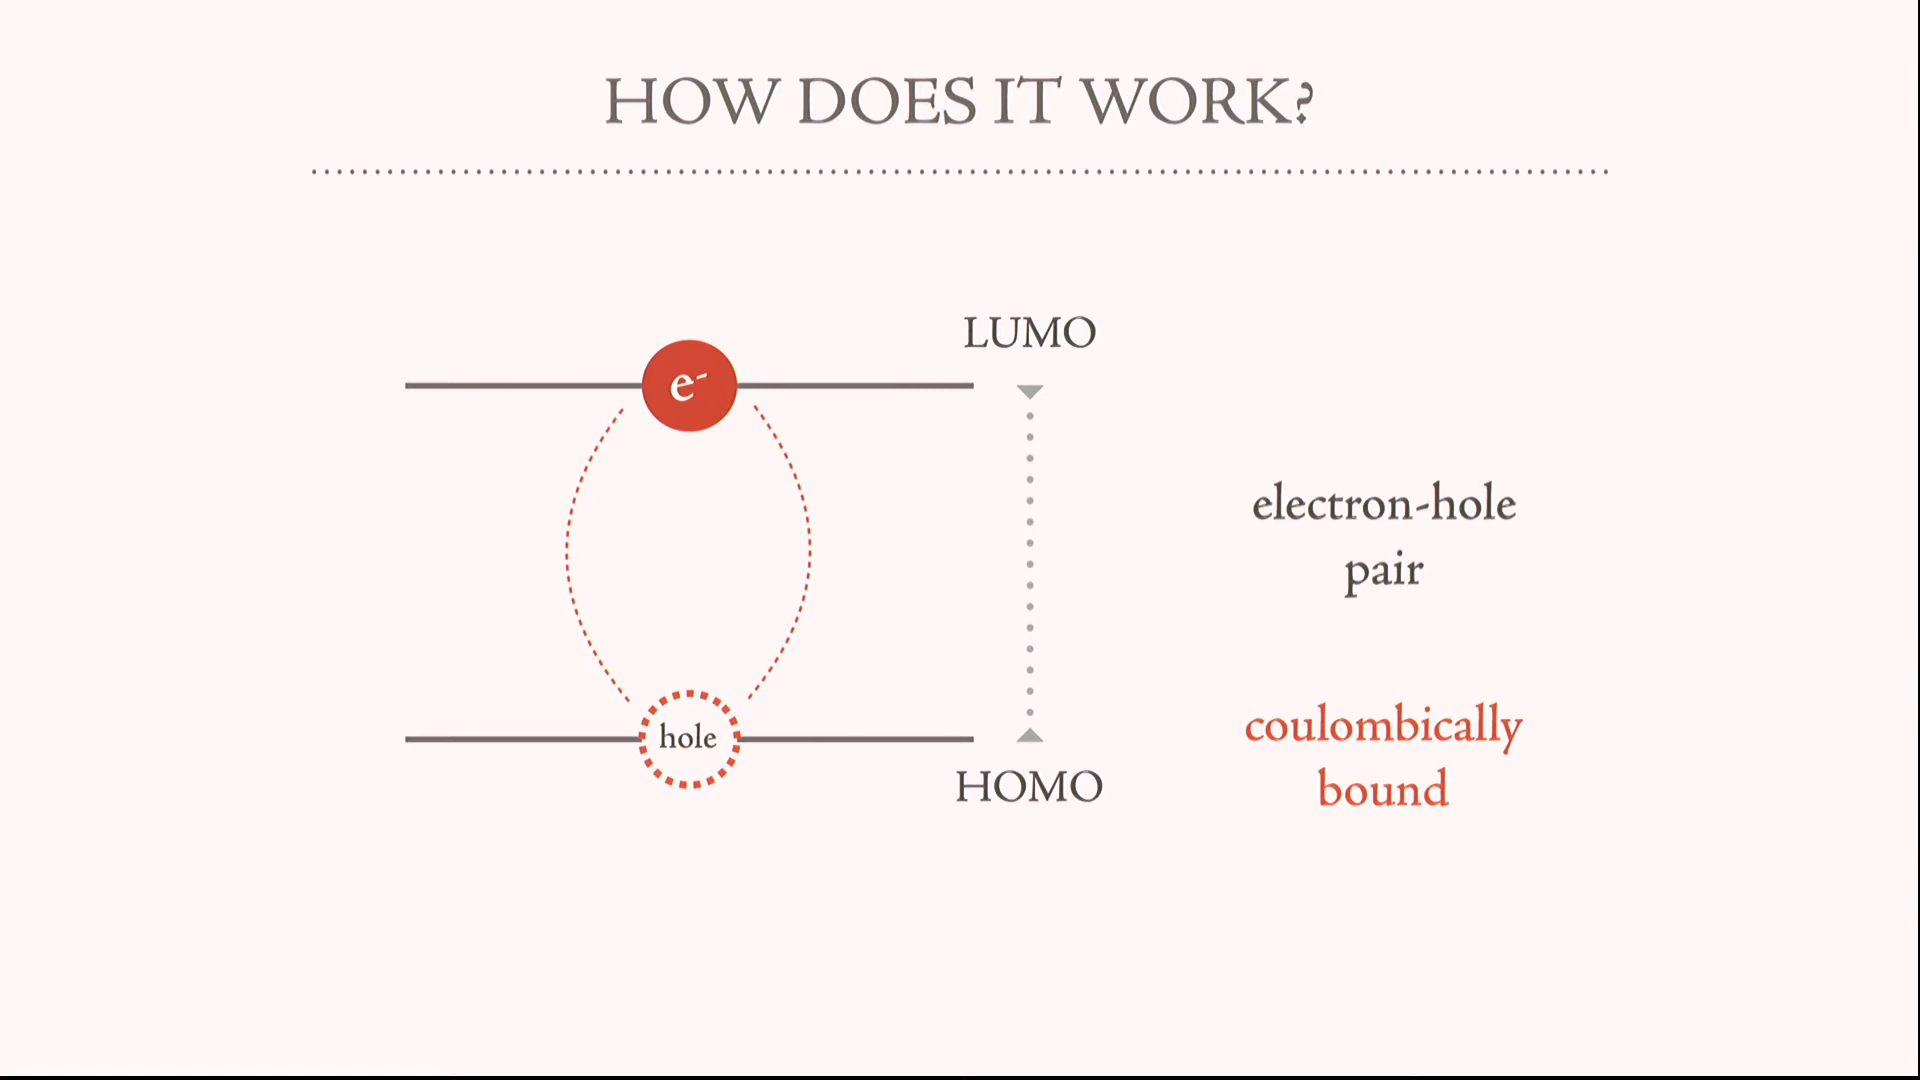 HOW DOES IT WORK?
LUMO
e-
electron-hole
pair
hole
coulombically
HOMO
bound